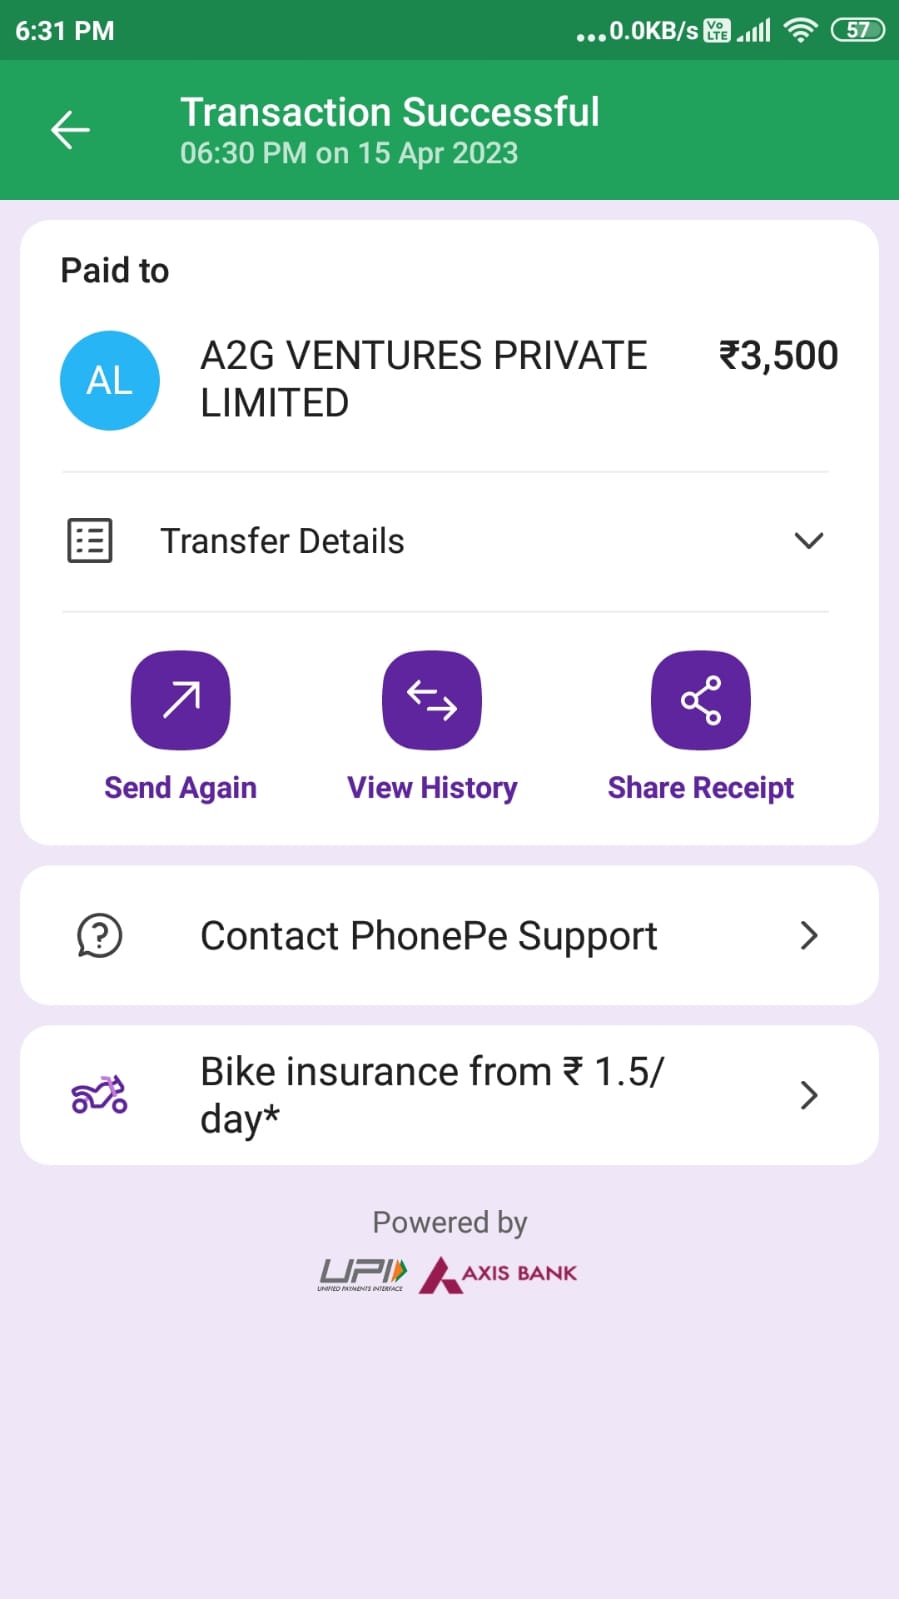 6:31 PM
...0.0KB/s Vo LTE 57
Transaction Successful
06:30 PM on 15 Apr 2023
Paid to
AL
A2G VENTURES PRIVATE ₹3,500
LIMITED
Transfer Details
Send Again View History Share Receipt
Contact PhonePe Support
Bike insurance from ₹ 1.5/
day*
Powered by
UPI AXIS BANK
UNIFIED PAYMENTS INTERFACE